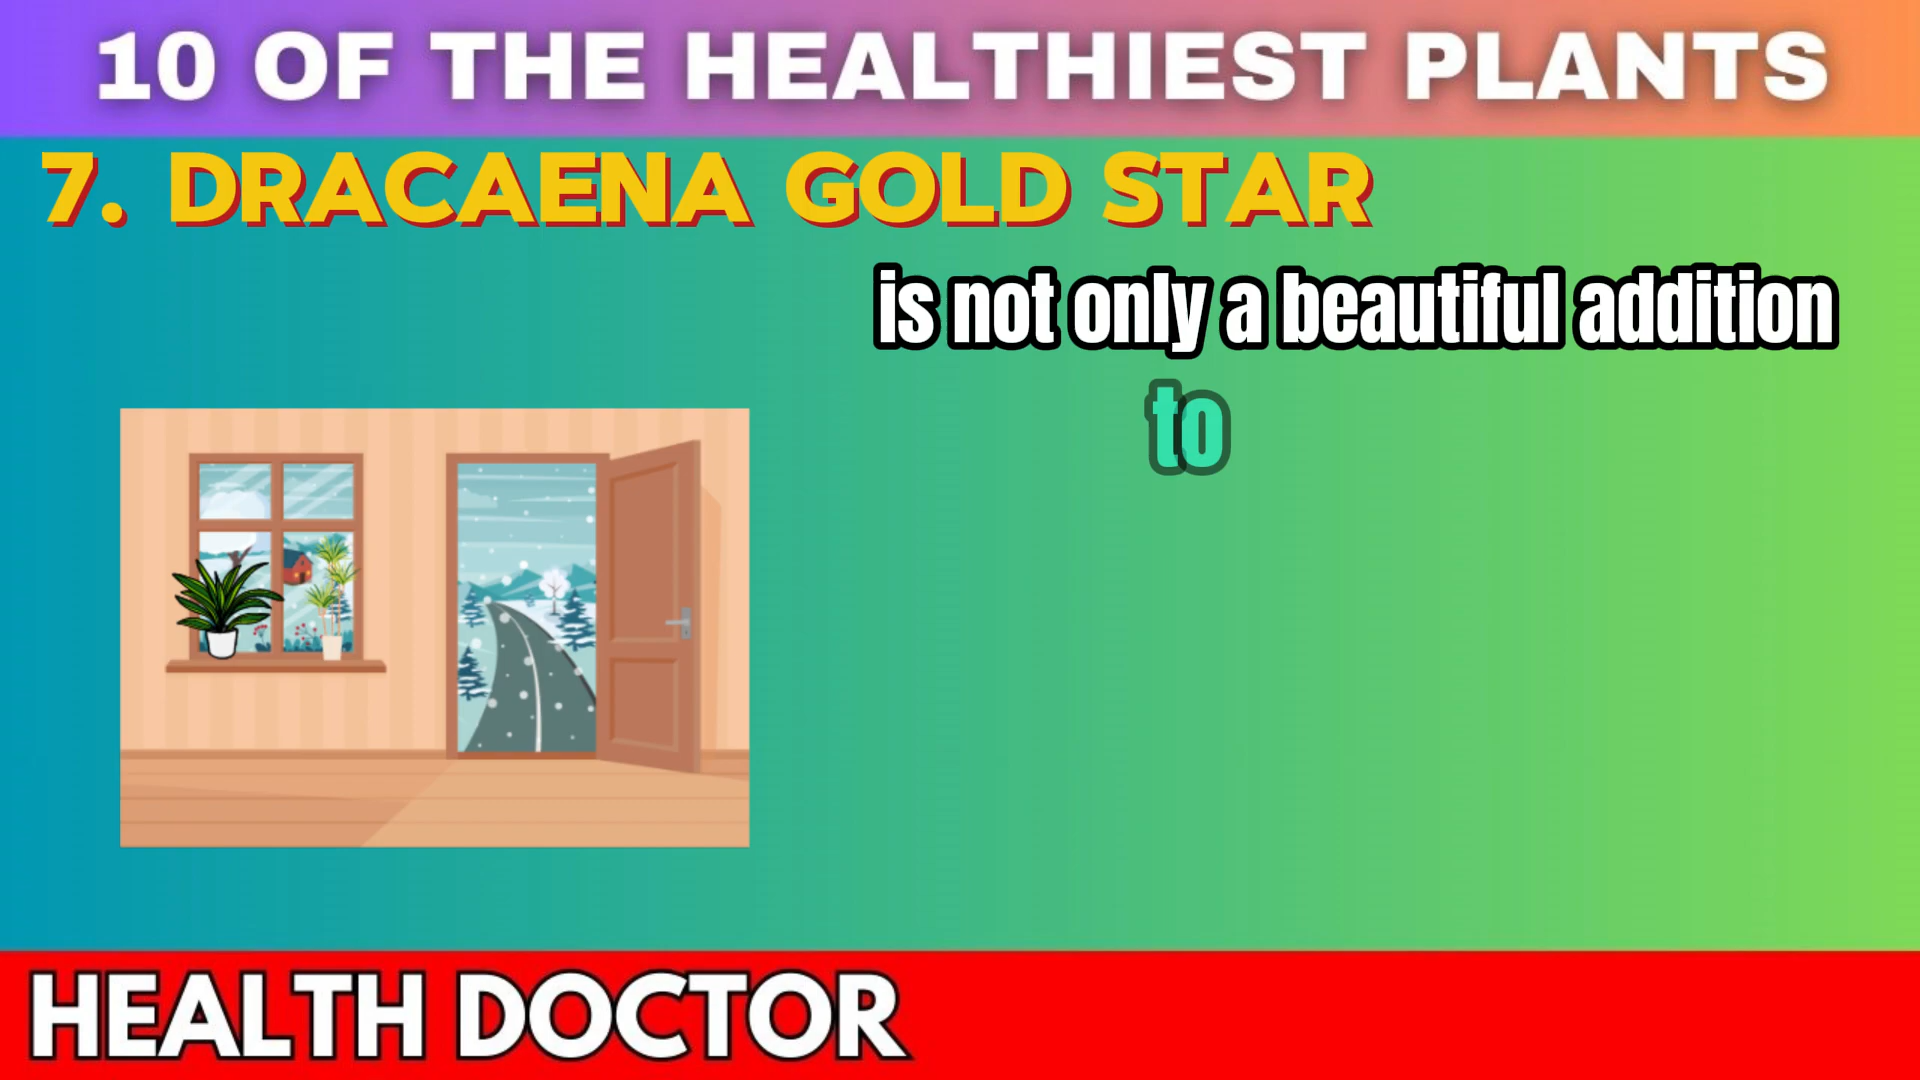 10 OF THE HEALTHIEST PLANTS
7. DRACAENA GOLD STAR
is not only a beautiful addition
to
HEALTH DOCTOR